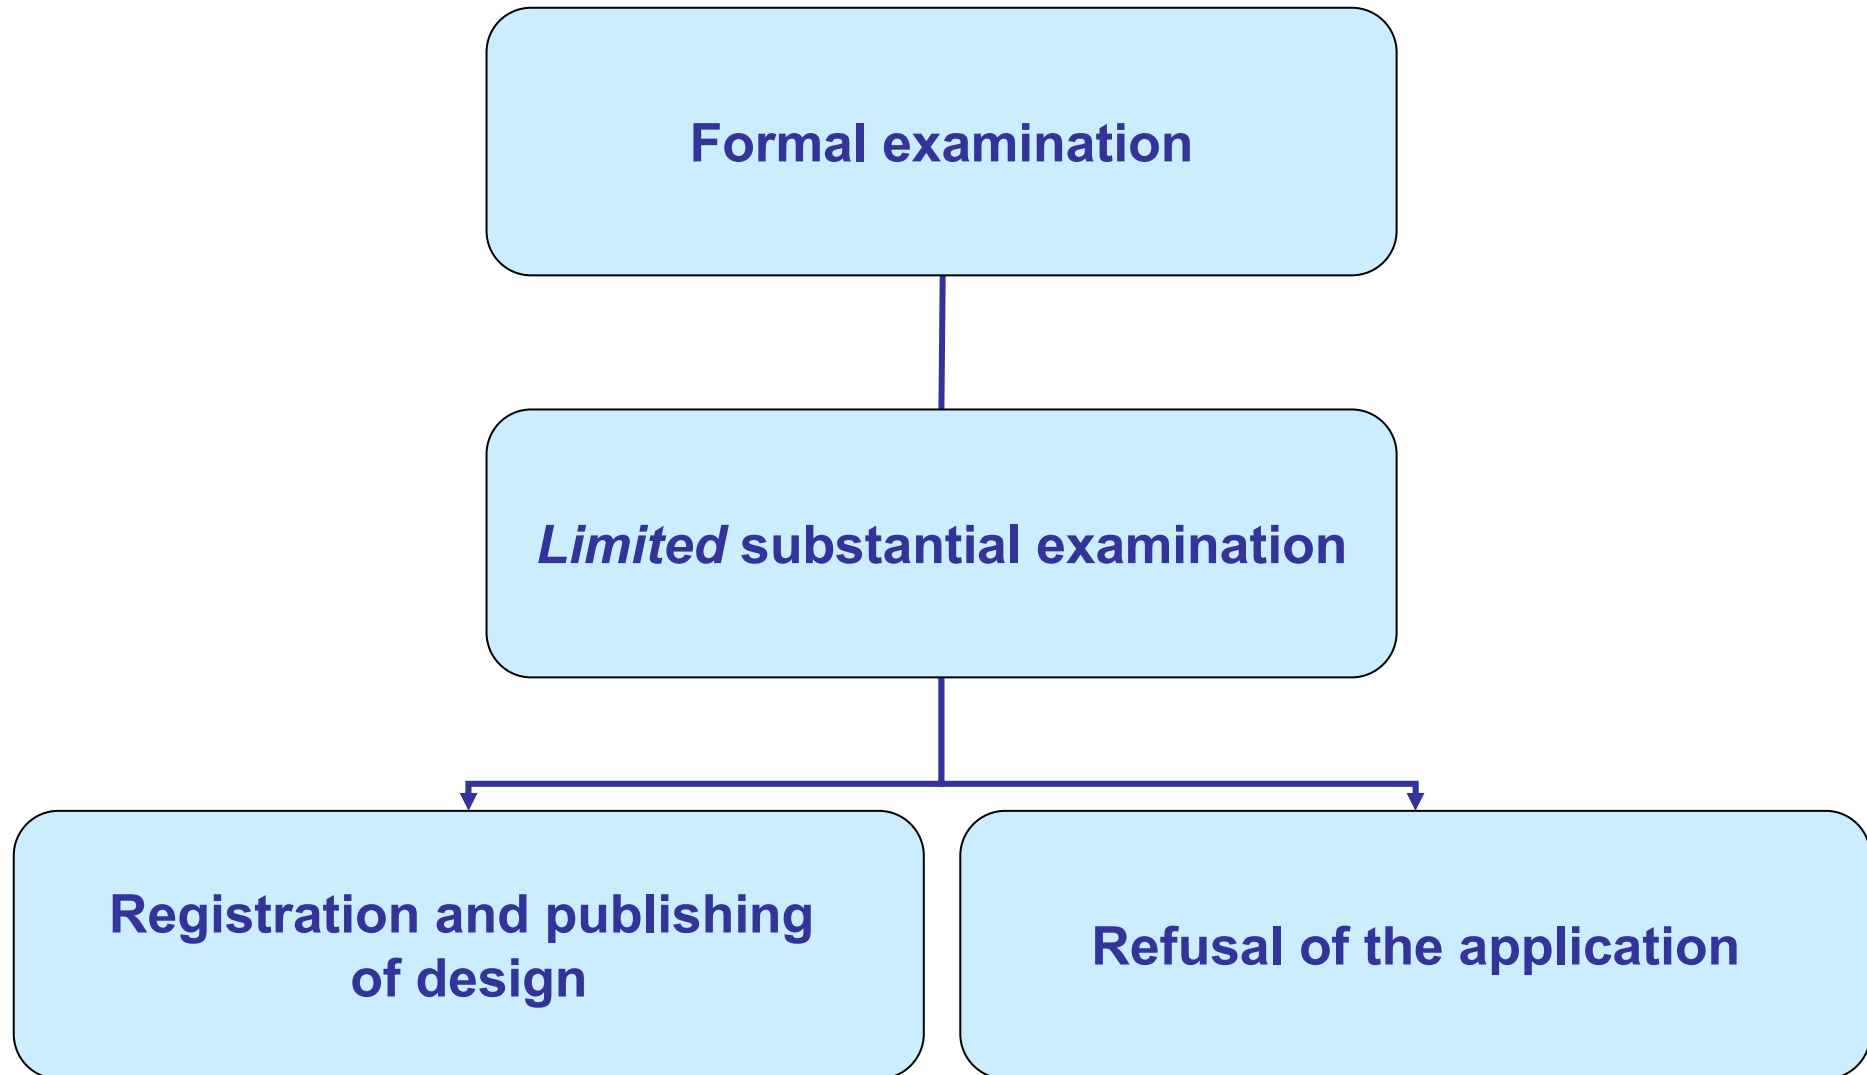 Formal examination
Limited substantial examination
Registration and publishing
of design
Refusal of the application